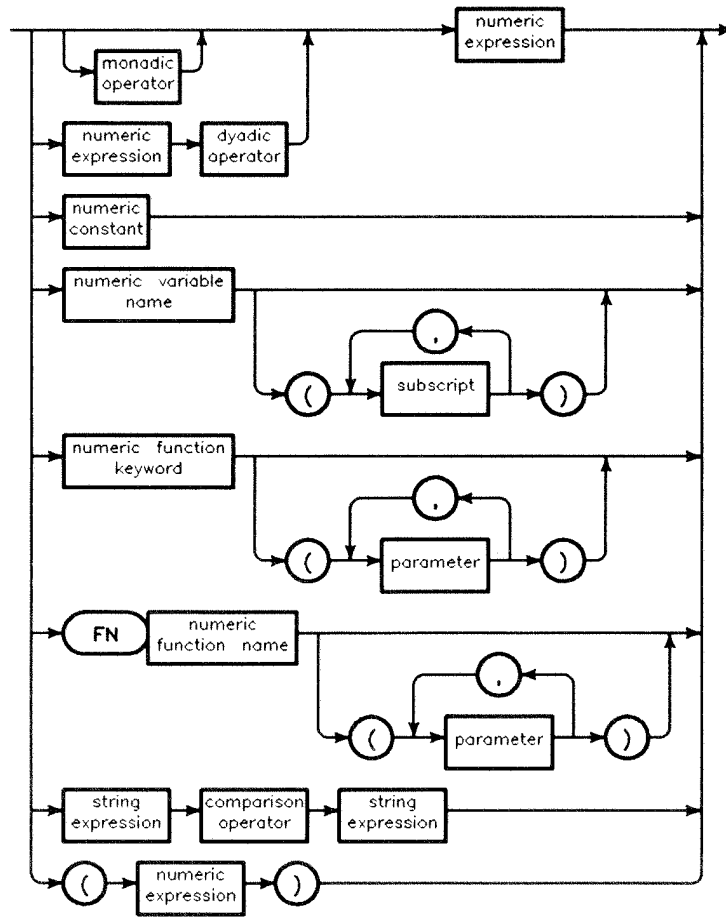 numeric
expression
monadic
operator
numeric
expression
dyadic
operator
numeric
constant
numeric variable
name
,
(
subscript
)
numeric function
keyword
,
(
parameter
)
FN
numeric
function name
,
(
parameter
)
string
expression
comparison
operator
string
expression
(
numeric
expression
)